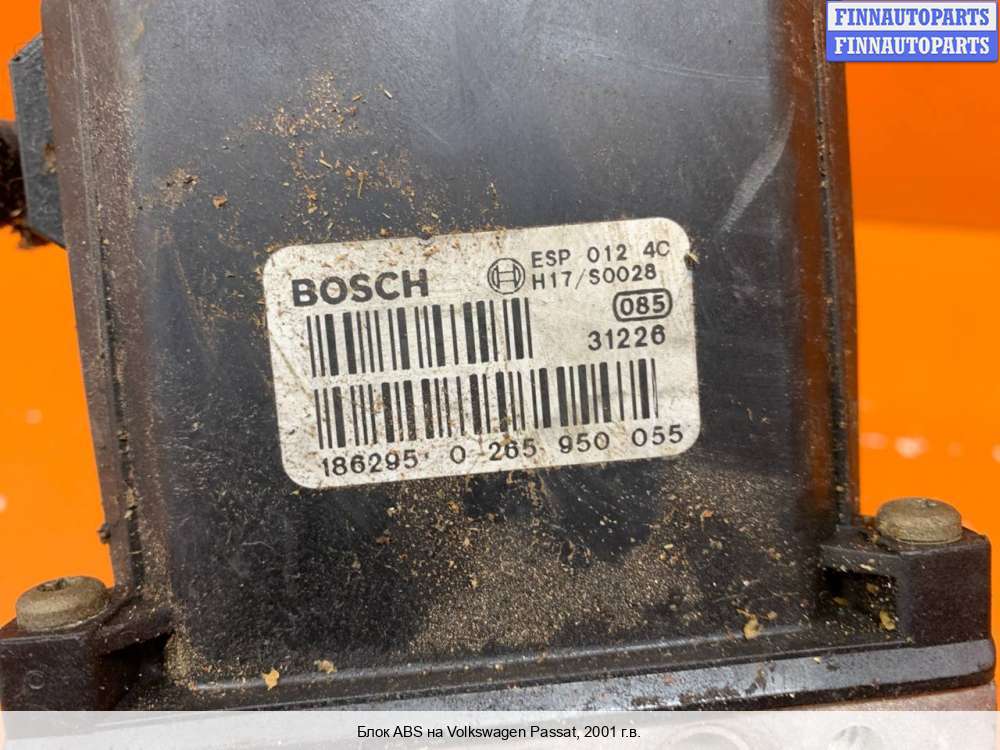 FINNAUTOPARTS
FINNAUTOPARTS
BOSCH
ESP 012 4C
H17/S0028
085
31226
186295 0 265 950 055
Блок ABS на Volkswagen Passat, 2001 г.в.